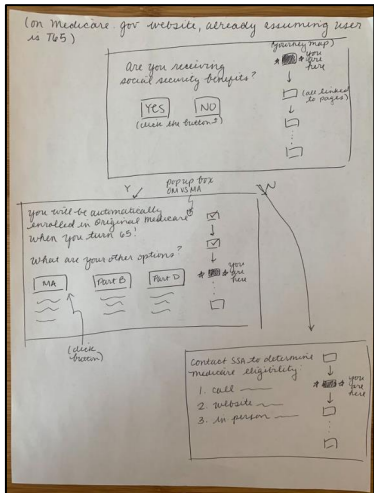 (on Medicare.gov website, already assuming user
is T65)
(journey map)
Are you receiving
social security benefits?
YES NO
(click the buttons)
you
are
here
(all linked
to pages)
Y
popup box
OM vs MA
N
You will be automatically
enrolled in Original Medicare
when you turn 65!
What are your other options?
MA Part B Part D
you
are
here
(click
button)
Contact SSA to determine
medicare eligibility:
1. call
2. website
3. in person
you
are
here